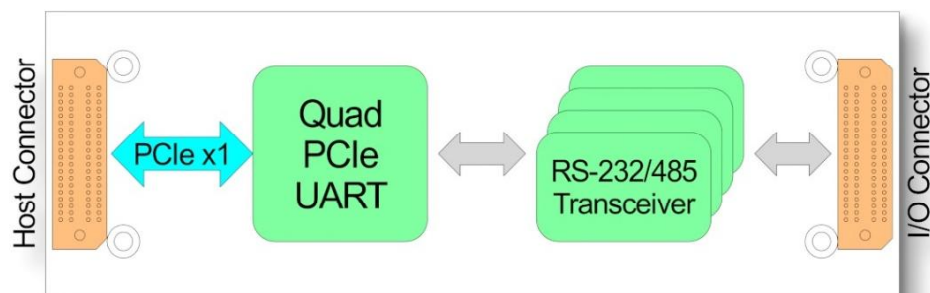 Host Connector
PCIe x1
Quad
PCIe
UART
RS-232/485
Transceiver
I/O Connector